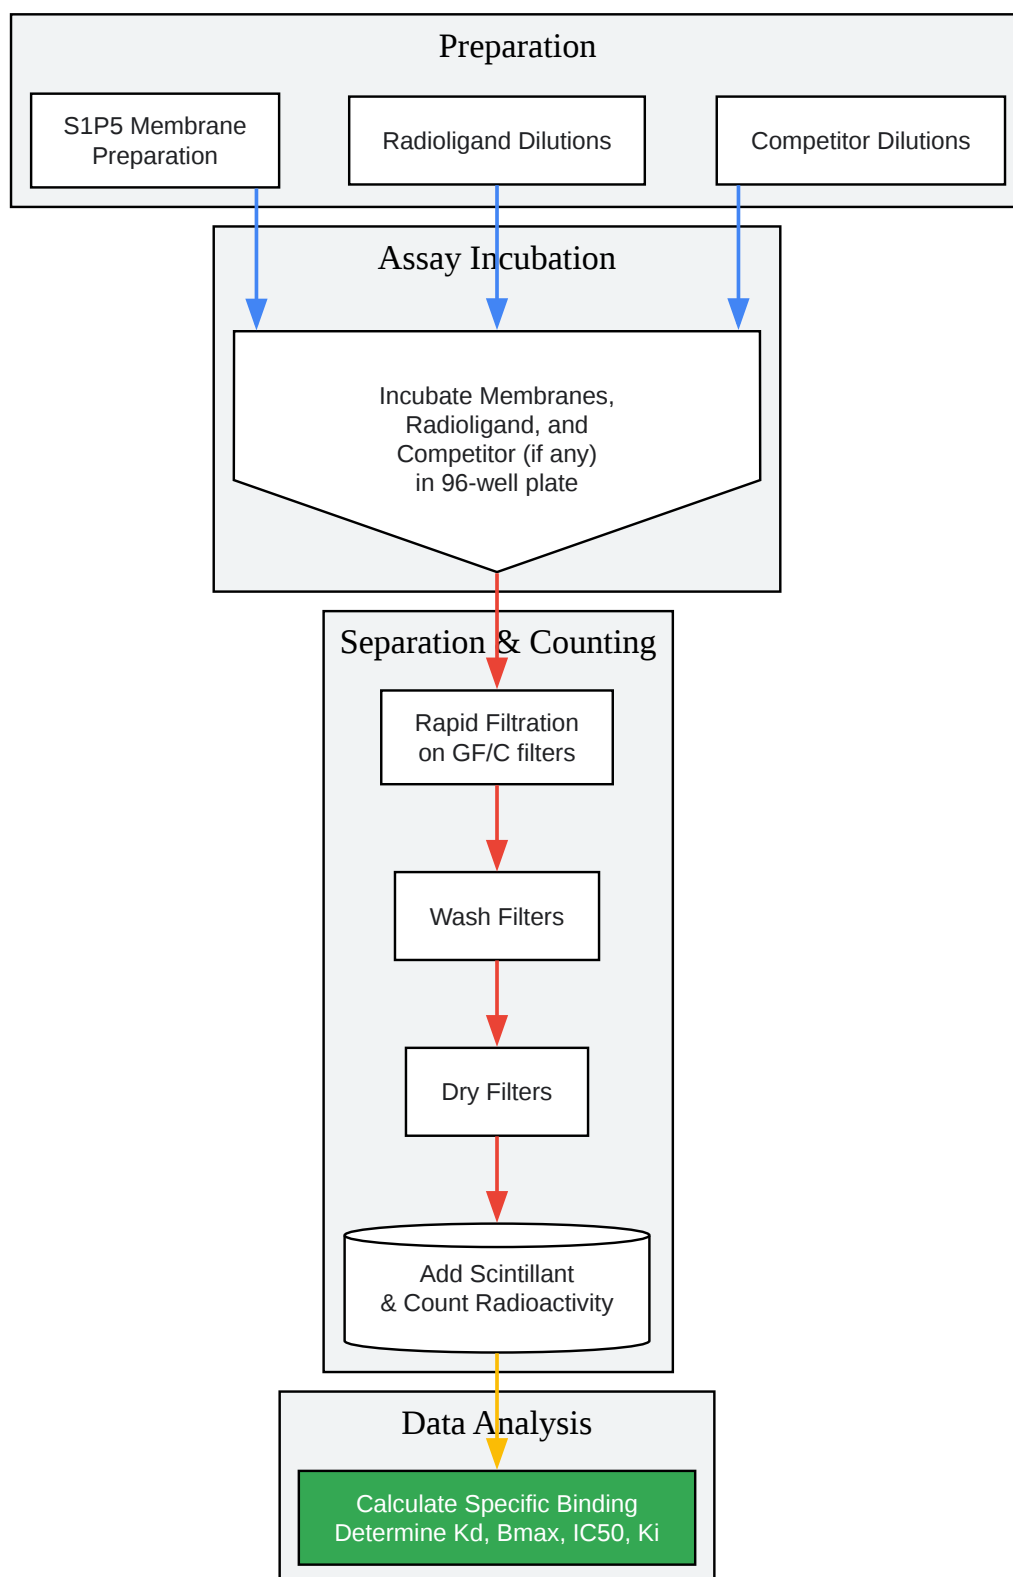 Preparation
S1P5 Membrane
Preparation
Radioligand Dilutions
Competitor Dilutions
Assay Incubation
Incubate Membranes,
Radioligand, and
Competitor (if any)
in 96-well plate
Separation & Counting
Rapid Filtration
on GF/C filters
Wash Filters
Dry Filters
Add Scintillant
& Count Radioactivity
Data Analysis
Calculate Specific Binding
Determine Kd, Bmax, IC50, Ki